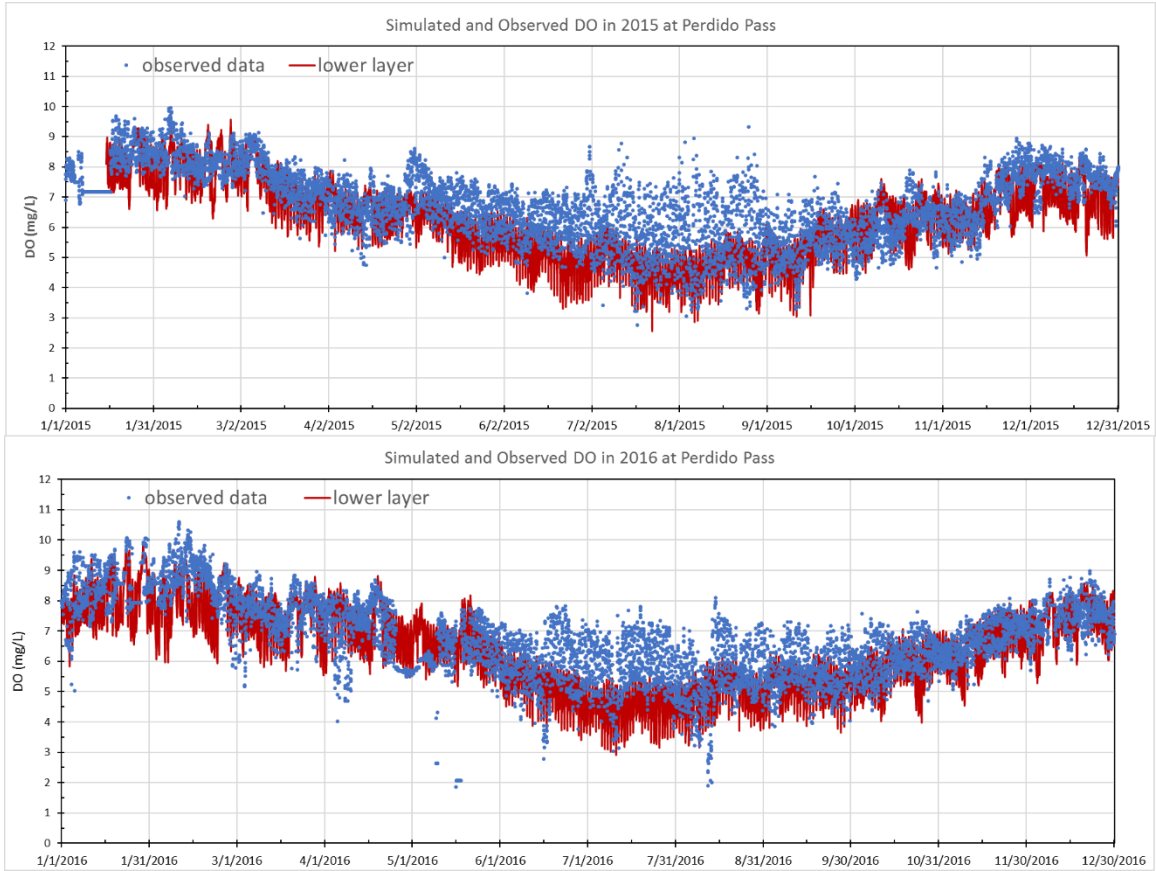 Simulated and Observed DO in 2015 at Perdido Pass
12
observed data
lower layer
11
10
9
8
7
6
5
4
3
2
1
0
DO (mg/L)
1/1/2015 1/31/2015 3/2/2015 4/2/2015 5/2/2015 6/2/2015 7/2/2015 8/1/2015 9/1/2015 10/1/2015 11/1/2015 12/1/2015 12/31/2015
Simulated and Observed DO in 2016 at Perdido Pass
12
observed data
lower layer
11
10
9
8
7
6
5
4
3
2
1
0
DO (mg/L)
1/1/2016 1/31/2016 3/1/2016 4/1/2016 5/1/2016 6/1/2016 7/1/2016 7/31/2016 8/31/2016 9/30/2016 10/31/2016 11/30/2016 12/30/2016